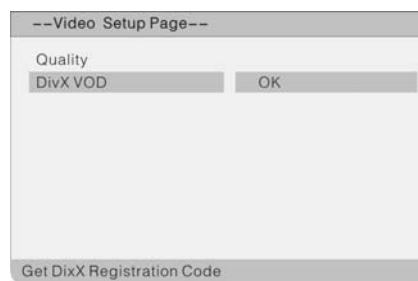 --Video Setup Page--
Quality
DivX VOD OK
Get DixX Registration Code